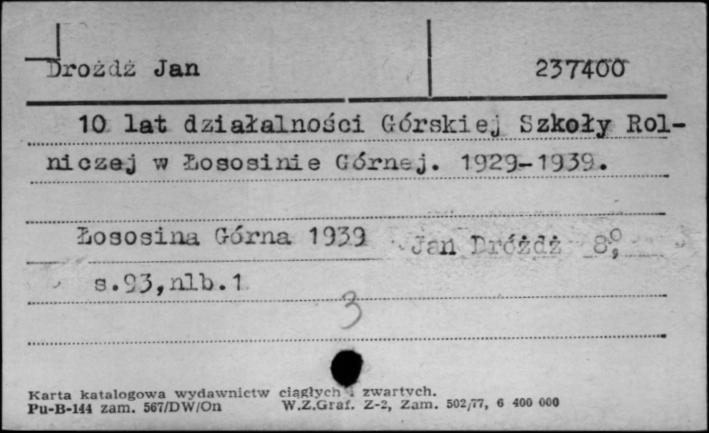 Drożdż Jan 237400
10 lat działalności Górskiej Szkoły Rol-
niczej w Łososinie Górnej. 1929-1939.
Łososina Górna 1939 Jan Dróżdż 8⁰,
s.93,nlb.1
3
Karta katalogowa wydawnictw ciągłych i zwartych.
Pu-B-144 zam. 567/DW/On W.Z.Graf. Z-2, Zam. 502/77, 6 400 000